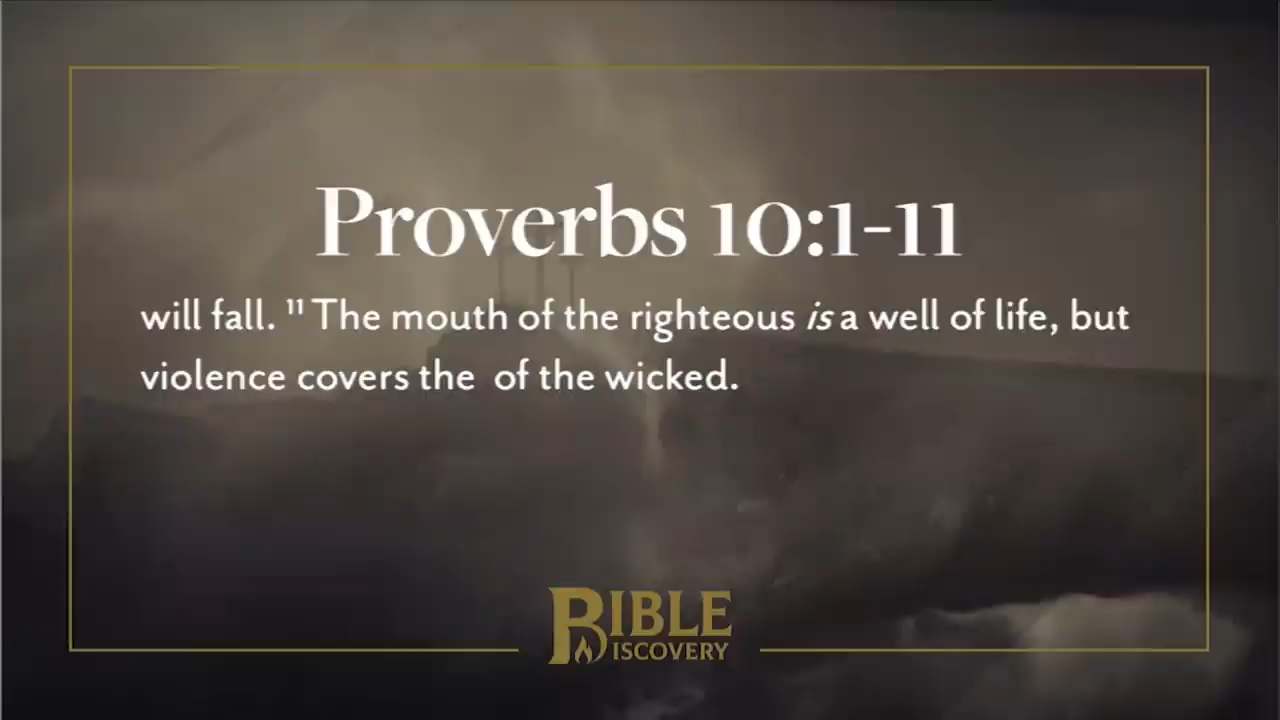 Proverbs 10:1-11
will fall. 11 The mouth of the righteous is a well of life, but
violence covers the  of the wicked.
BIBLE
DISCOVERY